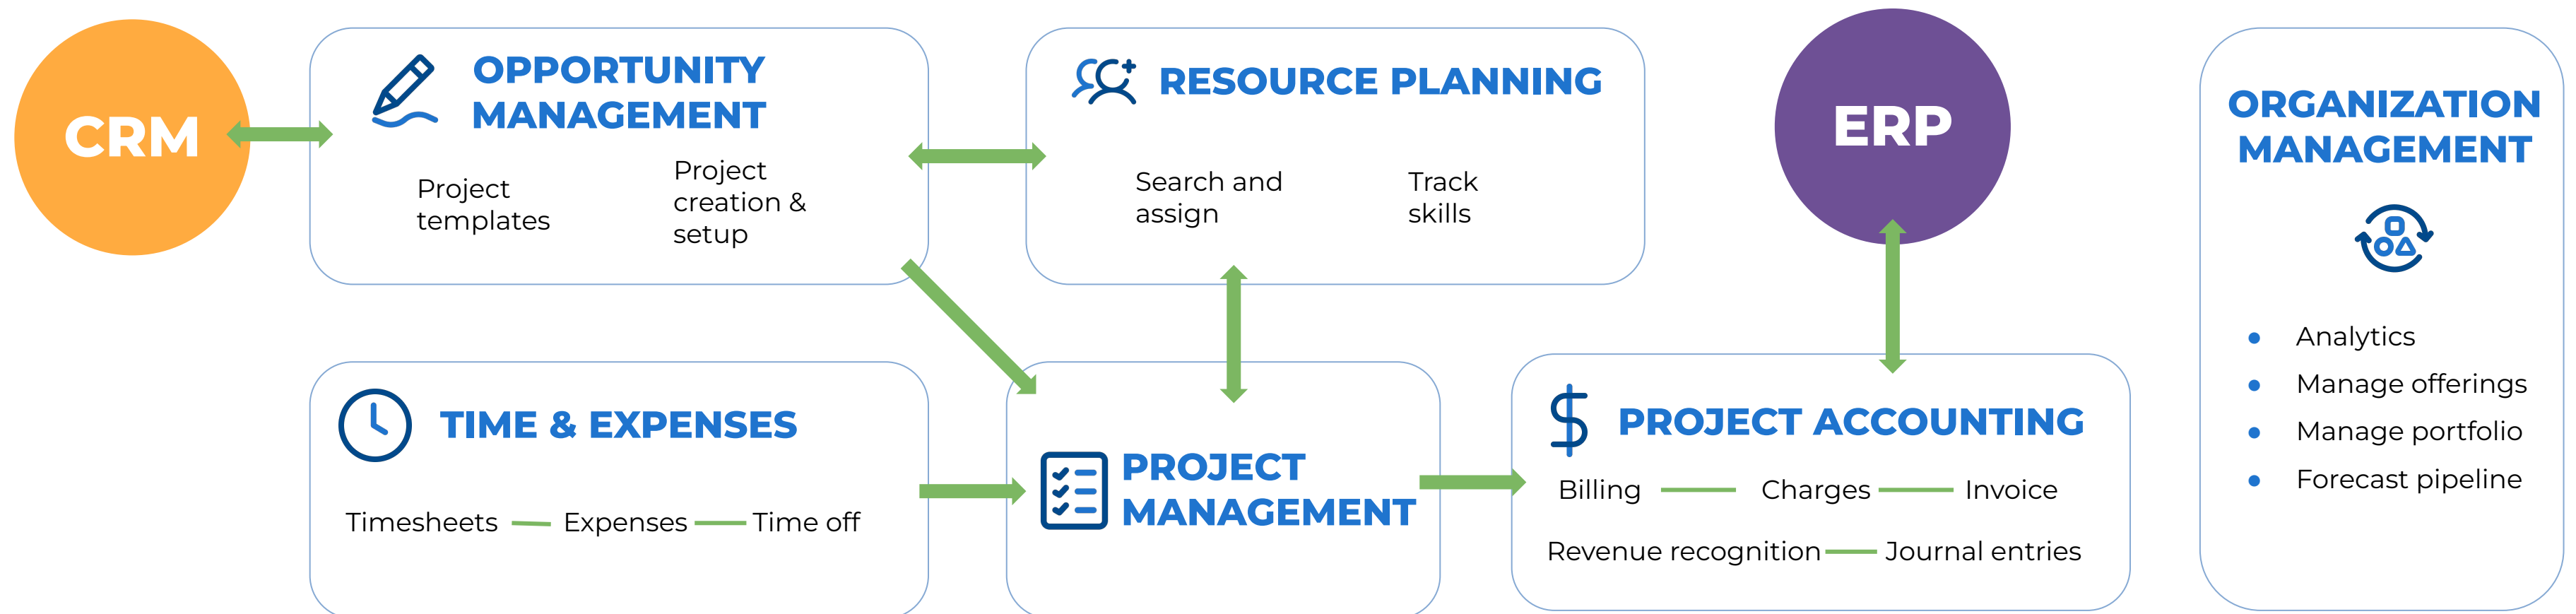 CRM
OPPORTUNITY
MANAGEMENT
Project
templates
Project
creation &
setup
RESOURCE PLANNING
Search and
assign
Track
skills
ERP
ORGANIZATION
MANAGEMENT
Analytics
Manage offerings
Manage portfolio
Forecast pipeline
TIME & EXPENSES
Timesheets
Expenses
Time off
PROJECT
MANAGEMENT
PROJECT ACCOUNTING
Billing
Charges
Invoice
Revenue recognition
Journal entries